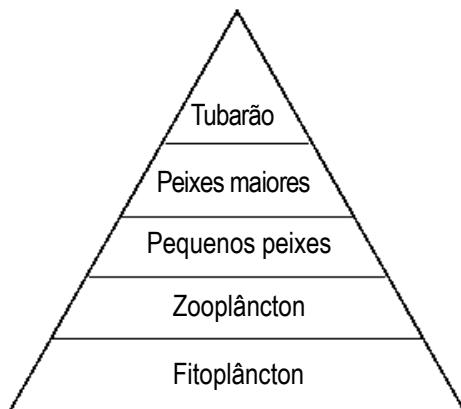 Tubarão
Peixes maiores
Pequenos peixes
Zooplâncton
Fitoplâncton